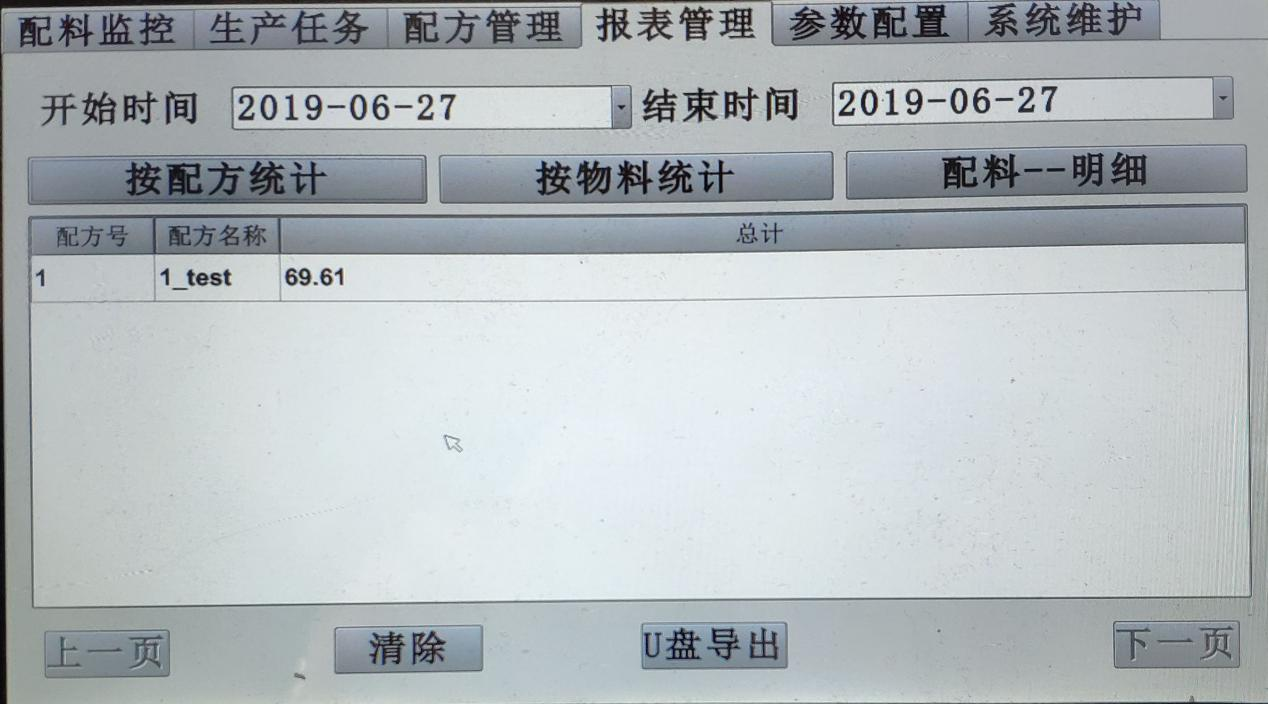 配料监控 生产任务 配方管理 报表管理 参数配置 系统维护
开始时间 2019-06-27 结束时间 2019-06-27
按配方统计 按物料统计 配料--明细
配方号 配方名称 总计
1 1_test 69.61
上一页 清除 U盘导出 下一页